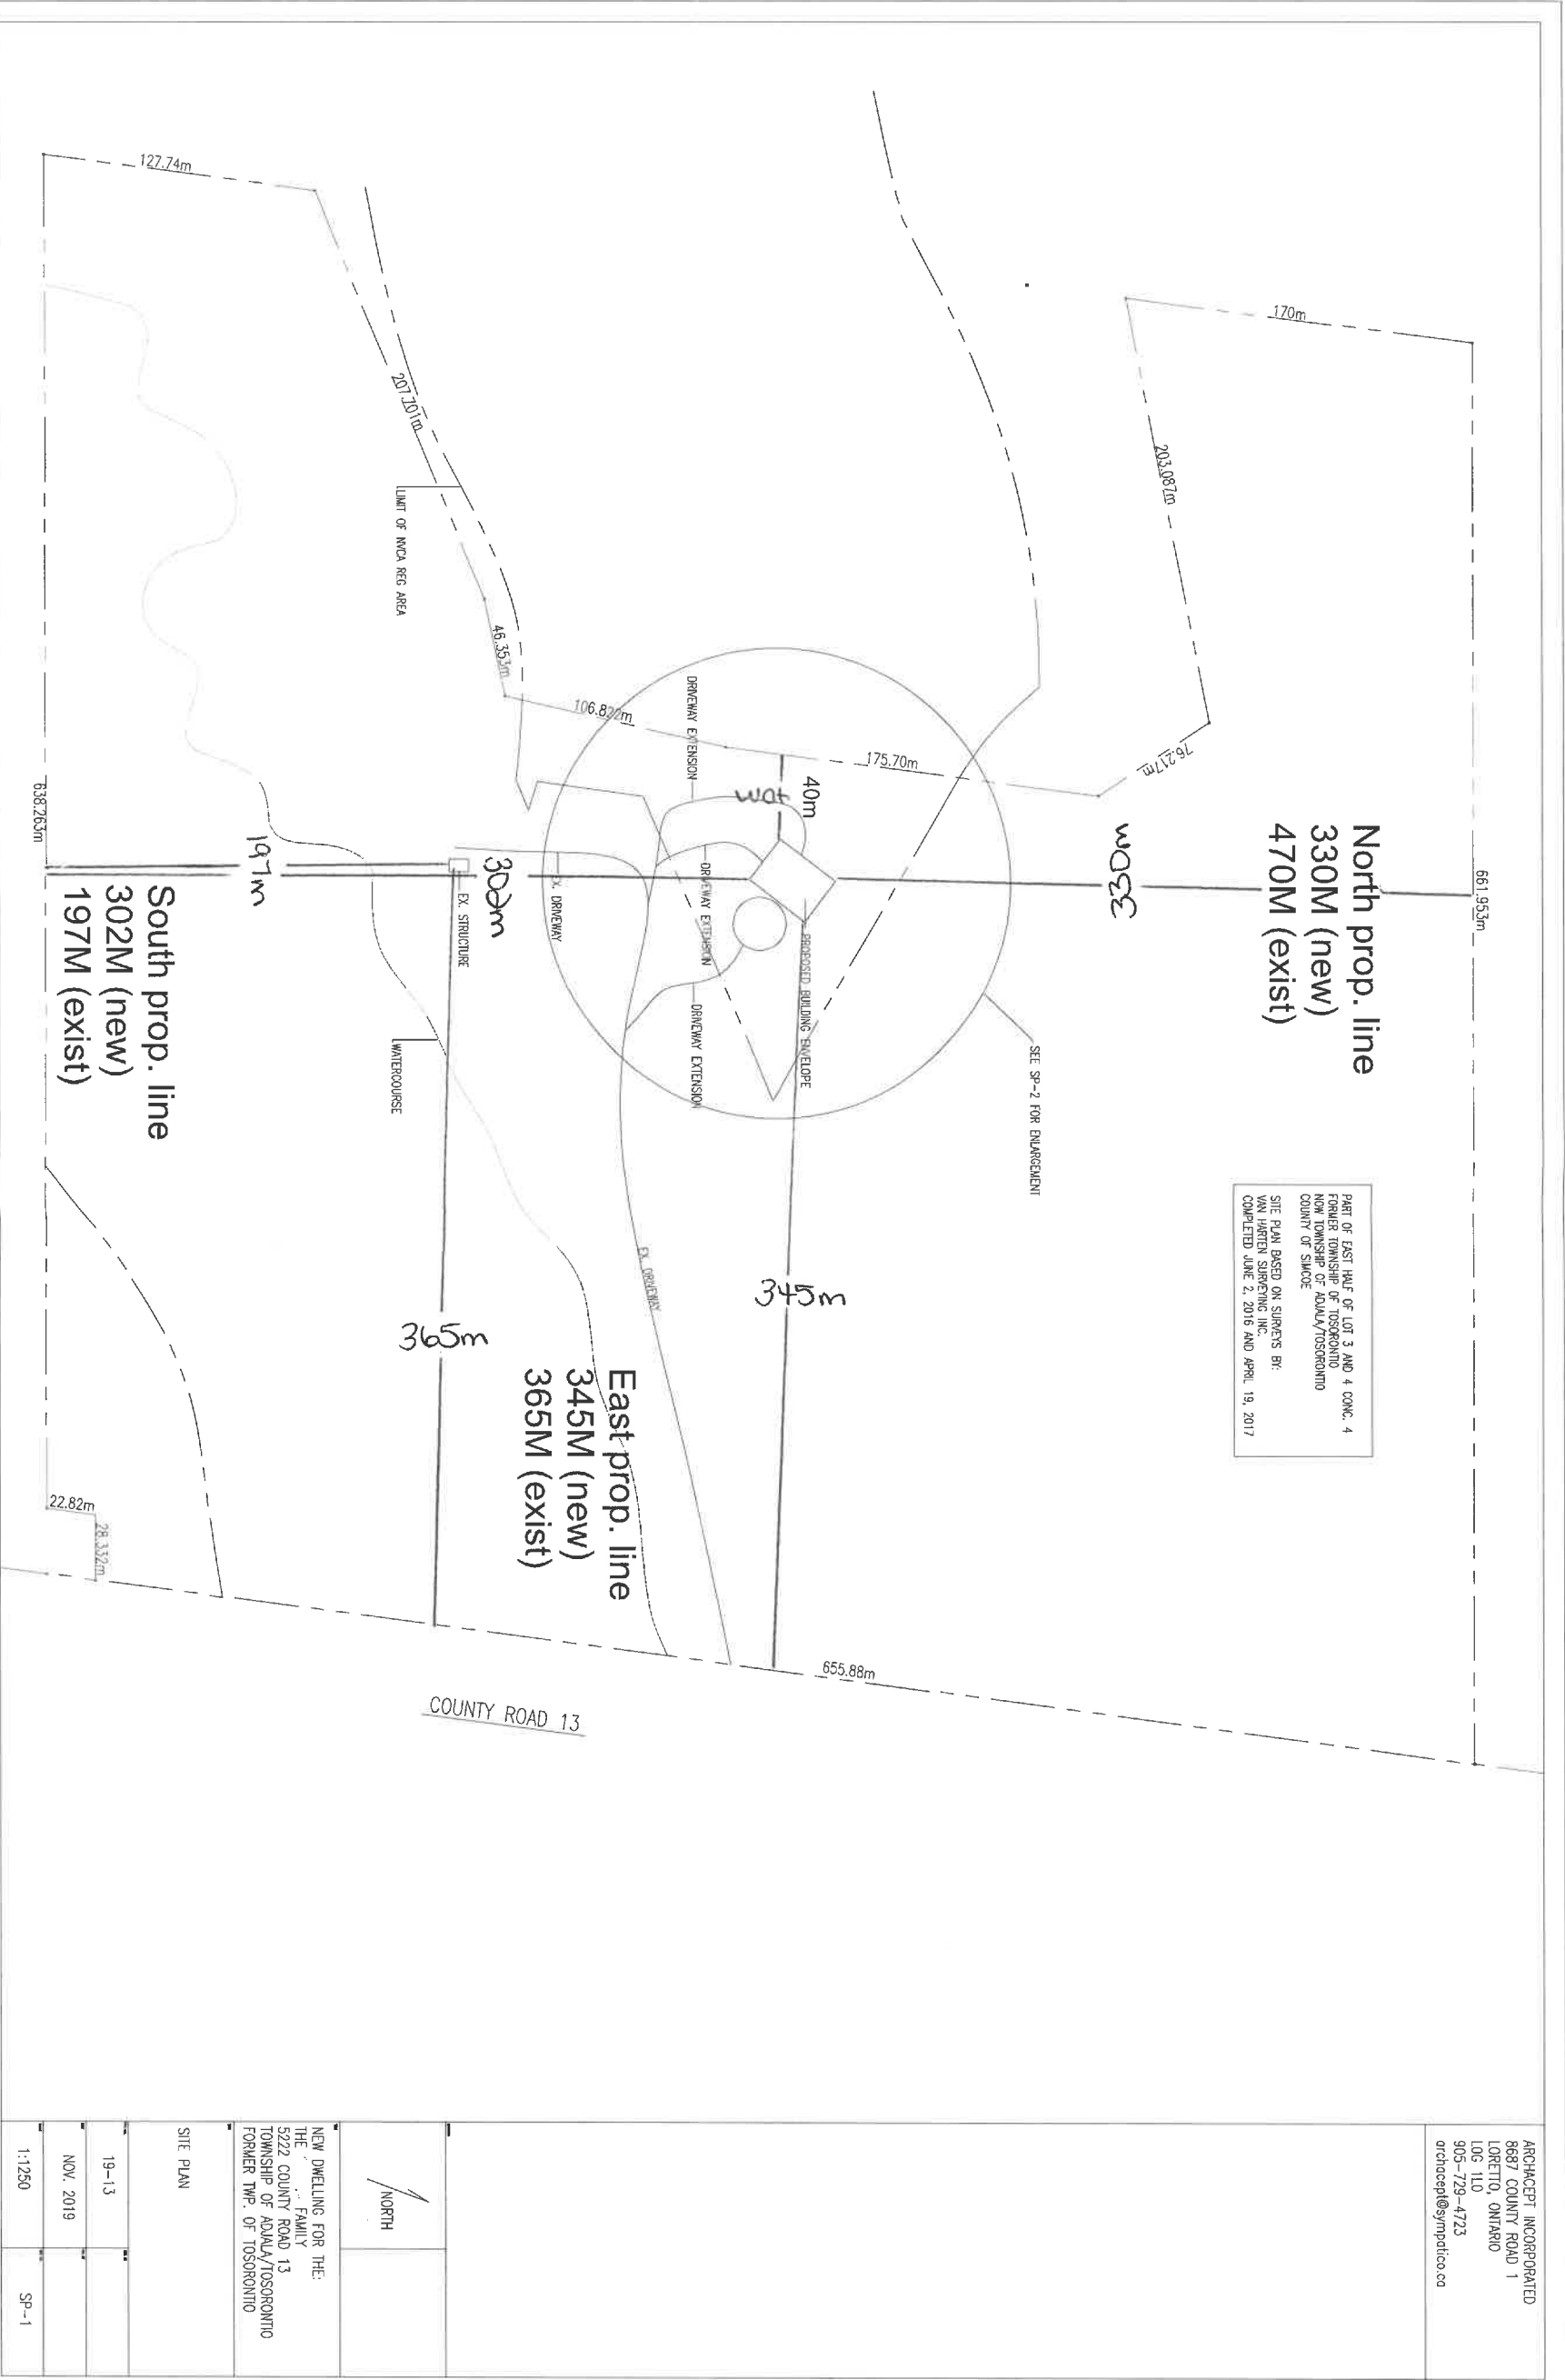 661.953m
170m
203.087m
76.217m
North prop. line
330M (new)
470M (exist)
330m
PART OF EAST HALF OF LOT 3 AND 4 CONC. 4
FORMER TOWNSHIP OF TOSORONTIO
NOW TOWNSHIP OF ADJALA/TOSORONTIO
COUNTY OF SIMCOE
SITE PLAN BASED ON SURVEYS BY:
VAN HARTEN SURVEYING INC.
COMPLETED JUNE 2, 2016 AND APRIL 19, 2017
SEE SP-2 FOR ENLARGEMENT
175.70m
40m
40m
PROPOSED BUILDING ENVELOPE
345m
655.88m
DRIVEWAY EXTENSION
DRIVEWAY EXTENSION
DRIVEWAY EXTENSION
106.822m
EX. DRIVEWAY
EX. DRIVEWAY
46.353m
302m
EX. STRUCTURE
East prop. line
345M (new)
365M (exist)
365m
COUNTY ROAD 13
207.701m
LIMIT OF NVCA REG AREA
WATERCOURSE
127.74m
197m
South prop. line
302M (new)
197M (exist)
638.263m
22.82m
28.332m
ARCHACEPT INCORPORATED
8687 COUNTY ROAD 1
LORETTO, ONTARIO
LOG 1L0
905-729-4723
archacept@sympatico.ca
NORTH
NEW DWELLING FOR THE:
THE FAMILY
5222 COUNTY ROAD 13
TOWNSHIP OF ADJALA/TOSORONTIO
FORMER TWP. OF TOSORONTIO
SITE PLAN
19-13
NOV. 2019
1:1250
SP-1